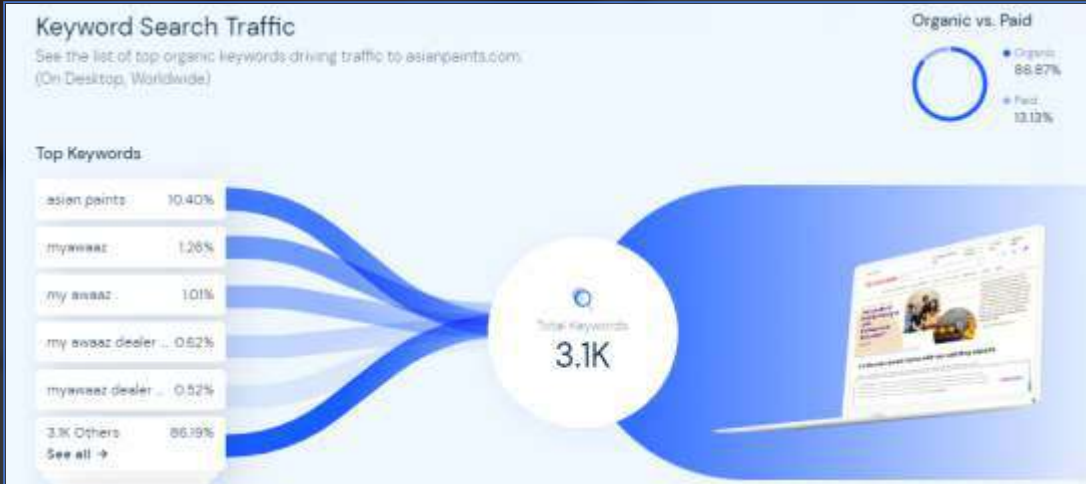 Keyword Search Traffic
See the list of top organic keywords driving traffic to asianpaints.com.
(On Desktop, Worldwide)
Organic vs. Paid
Organic
86.87%
Paid
13.13%
Top Keywords
asian paints 10.40%
myawaaz 1.26%
my awaaz 1.01%
my awaaz dealer ... 0.62%
myawaaz dealer ... 0.52%
3.1K Others 86.19%
See all →
Total Keywords
3.1K